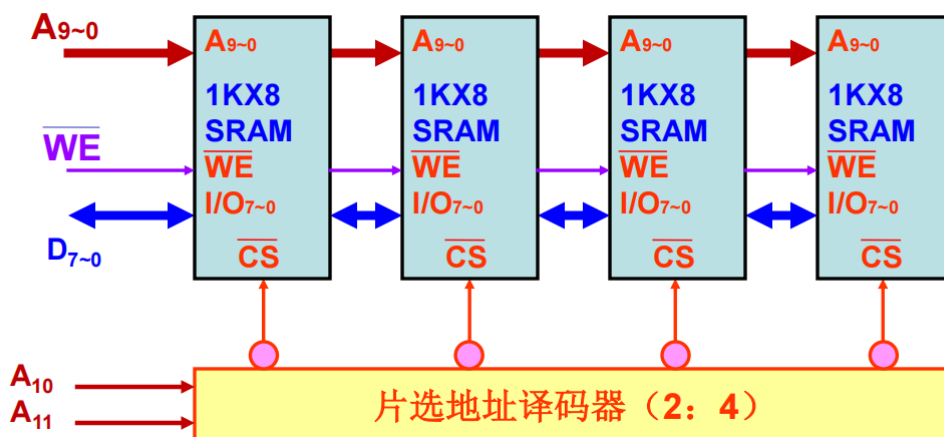 A9~0
A9~0
A9~0
A9~0
A9~0
1KX8
1KX8
1KX8
1KX8
SRAM
SRAM
SRAM
SRAM
WE
WE
WE
WE
WE
I/O7~0
I/O7~0
I/O7~0
I/O7~0
D7~0
CS
CS
CS
CS
A10
A11
片选地址译码器（2：4）